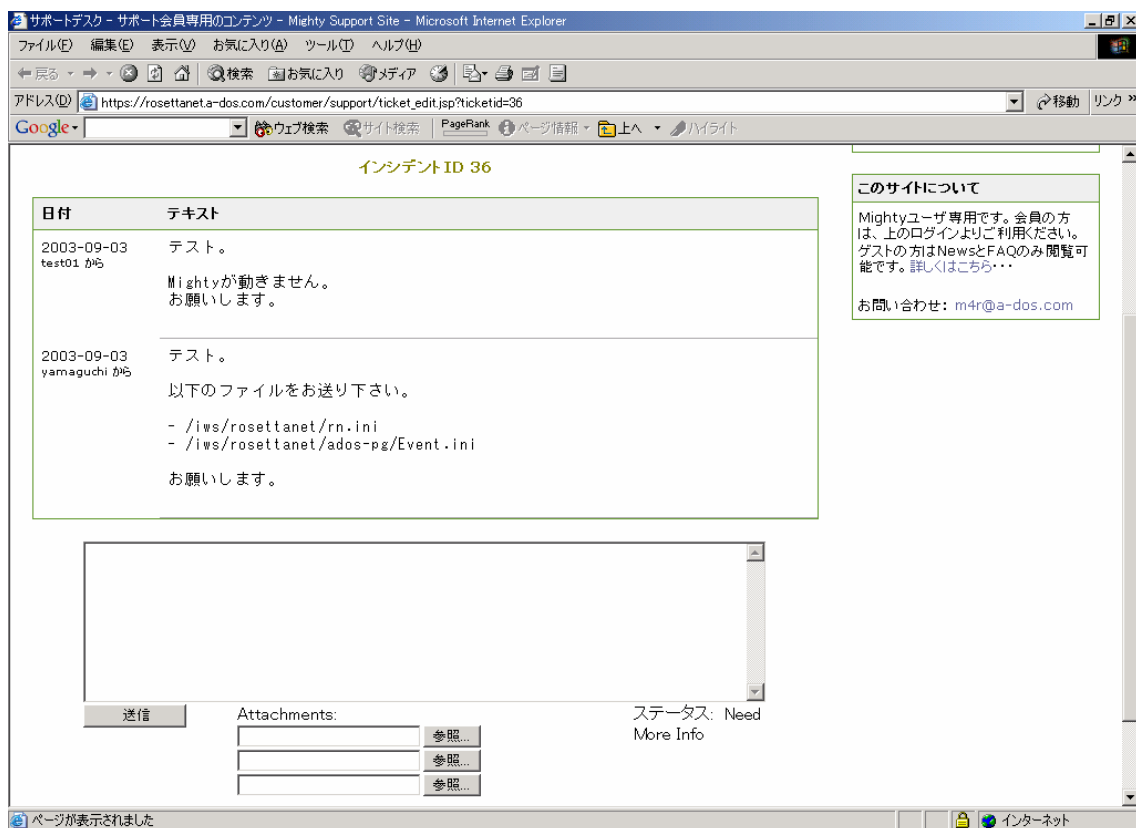 サポートデスク - サポート会員専用のコンテンツ - Mighty Support Site - Microsoft Internet Explorer
ファイル(F) 編集(E) 表示(V) お気に入り(A) ツール(T) ヘルプ(H)
戻る 検索 お気に入り メディア
アドレス(D) https://rosettanet.a-dos.com/customer/support/ticket_edit.jsp?ticketid=36 移動 リンク »
Google ウェブ検索 サイト検索 PageRank ページ情報 上へ ハイライト
インシデントID 36
日付 テキスト
2003-09-03 テスト。
test01 から
Mightyが動きません。
お願いします。
2003-09-03 テスト。
yamaguchi から
以下のファイルをお送り下さい。
- /iws/rosettanet/rn.ini
- /iws/rosettanet/ados-pg/Event.ini
お願いします。
送信 Attachments: ステータス: Need
More Info
参照...
参照...
参照...
このサイトについて
Mightyユーザ専用です。会員の方
は、上のログインよりご利用ください。
ゲストの方はNewsとFAQのみ閲覧可
能です。詳しくはこちら・・・
お問い合わせ: m4r@a-dos.com
ページが表示されました インターネット